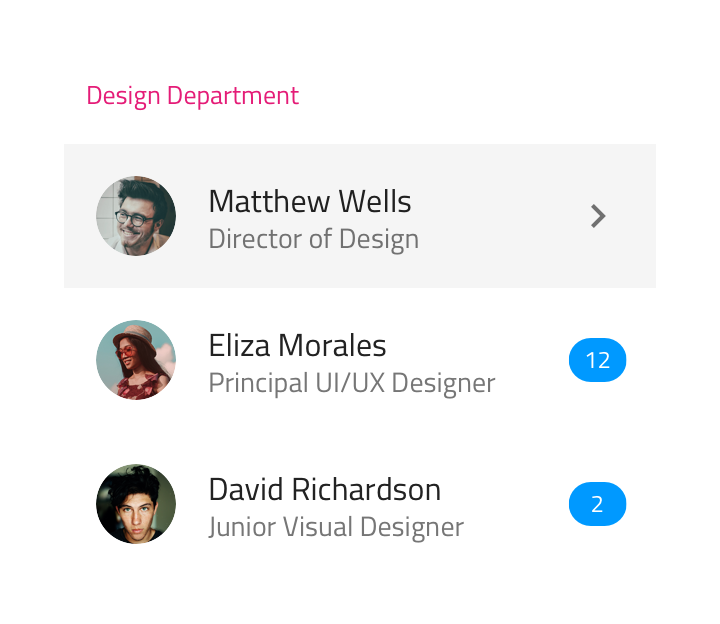 Design Department
Matthew Wells
Director of Design
Eliza Morales
Principal UI/UX Designer
12
David Richardson
Junior Visual Designer
2